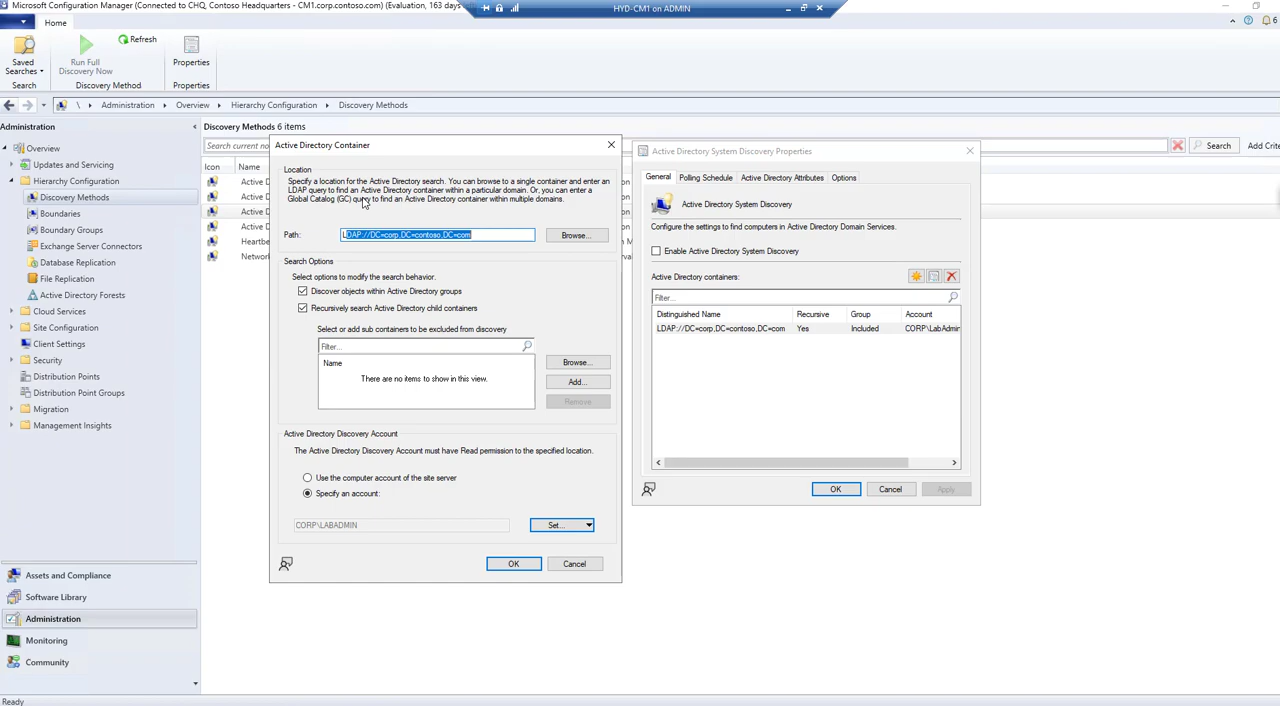 Microsoft Configuration Manager (Connected to CHQ, Contoso Headquarters - CM1.corp.contoso.com) (Evaluation, 163 days
HYD-CM1 on ADMIN
Home
6
Saved
Searches
Search
Run Full
Discovery Now
Refresh
Discovery Method
Properties
Properties
\ Administration Overview Hierarchy Configuration Discovery Methods
Administration
Overview
Updates and Servicing
Hierarchy Configuration
Discovery Methods
Boundaries
Boundary Groups
Exchange Server Connectors
Database Replication
File Replication
Active Directory Forests
Cloud Services
Site Configuration
Client Settings
Security
Distribution Points
Distribution Point Groups
Migration
Management Insights
Assets and Compliance
Software Library
Administration
Monitoring
Community
Ready
Discovery Methods 6 items
Search current no
Search
Add Crite
Icon Name
Active D
Active D
Active D
Active D
Heartbe
Networ
Active Directory Container
Location
Specify a location for the Active Directory search. You can browse to a single container and enter an
LDAP query to find an Active Directory container within a particular domain. Or, you can enter a
Global Catalog (GC) query to find an Active Directory container within multiple domains.
Path: LDAP://DC=corp,DC=contoso,DC=com Browse...
Search Options
Select options to modify the search behavior.
Discover objects within Active Directory groups
Recursively search Active Directory child containers
Select or add sub containers to be excluded from discovery
Filter...
Name
There are no items to show in this view.
Browse...
Add...
Remove
Active Directory Discovery Account
The Active Directory Discovery Account must have Read permission to the specified location.
Use the computer account of the site server
Specify an account:
CORP\LABADMIN Set...
OK Cancel
Active Directory System Discovery Properties
General Polling Schedule Active Directory Attributes Options
Active Directory System Discovery
Configure the settings to find computers in Active Directory Domain Services.
Enable Active Directory System Discovery
Active Directory containers:
Filter...
Distinguished Name Recursive Group Account
LDAP://DC=corp,DC=contoso,DC=com Yes Included CORP\LabAdmin
OK Cancel Apply